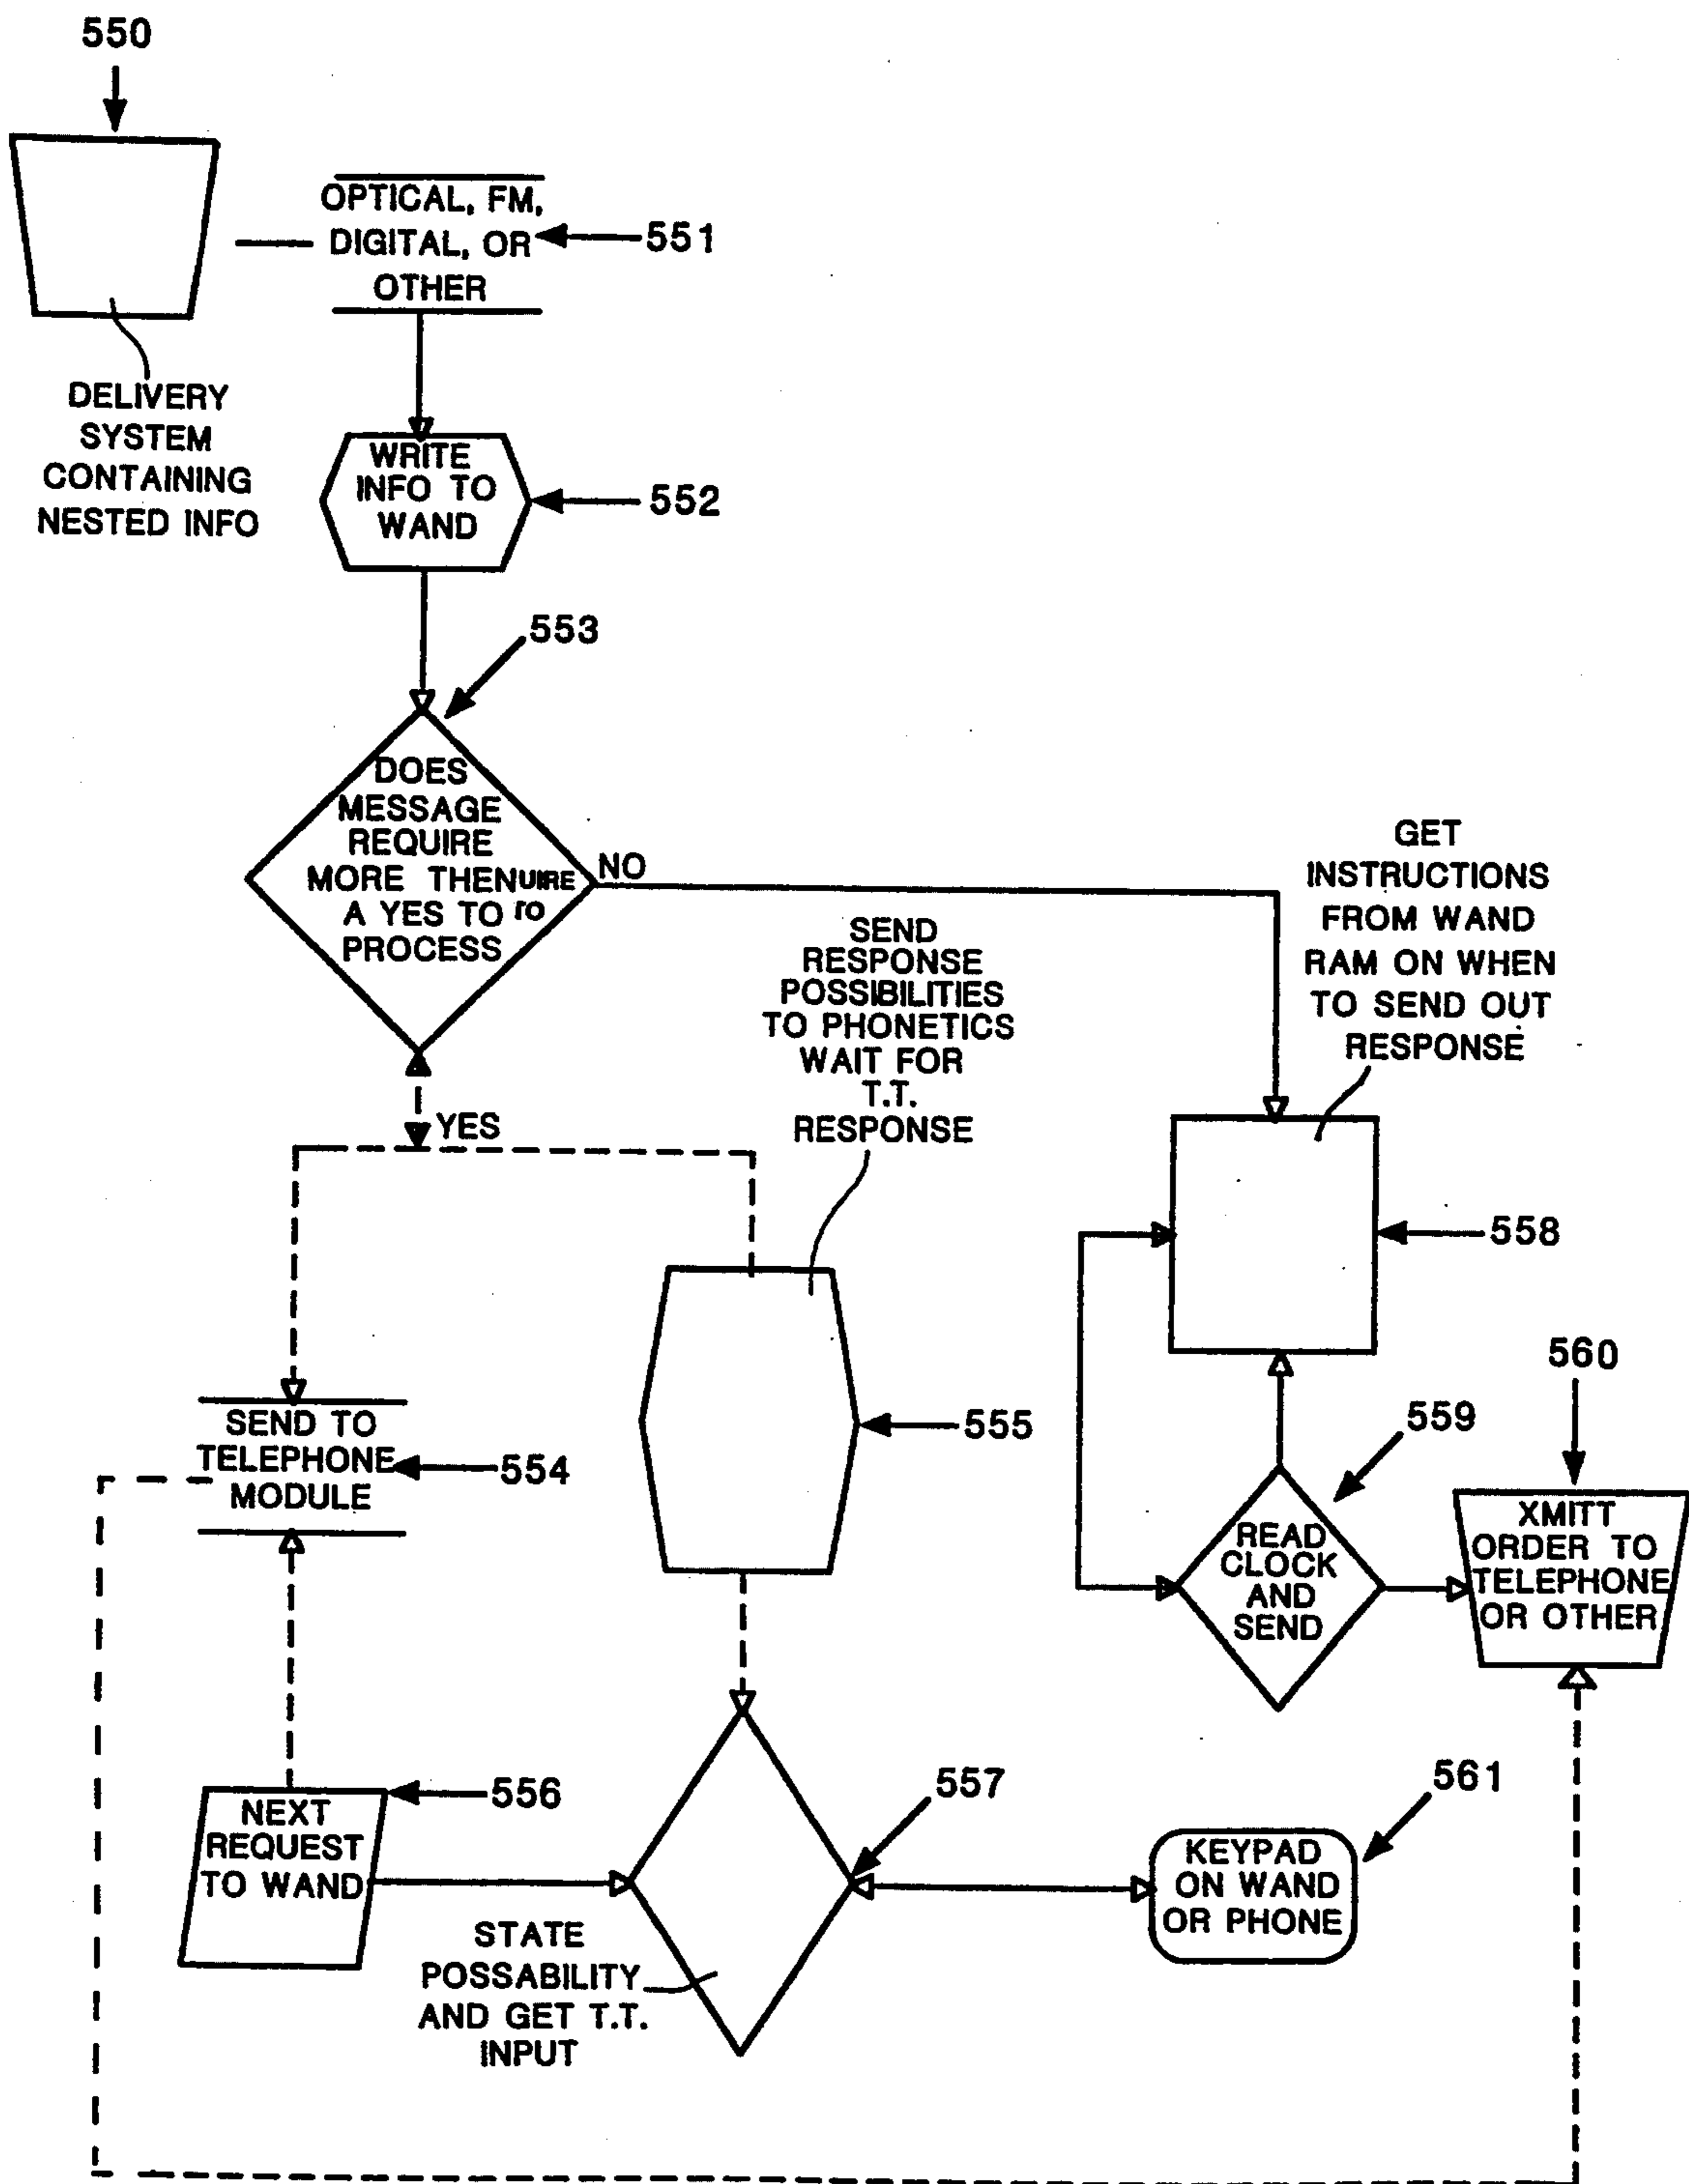 550
OPTICAL, FM,
DIGITAL, OR
OTHER
551
DELIVERY
SYSTEM
CONTAINING
NESTED INFO
WRITE
INFO TO
WAND
552
553
DOES
MESSAGE
REQUIRE
MORE THENUIRE
A YES TO ro
PROCESS
NO
YES
SEND
RESPONSE
POSSIBILITIES
TO PHONETICS
WAIT FOR
T.T.
RESPONSE
GET
INSTRUCTIONS
FROM WAND
RAM ON WHEN
TO SEND OUT
RESPONSE
558
SEND TO
TELEPHONE
MODULE
554
555
559
READ
CLOCK
AND
SEND
560
XMITT
ORDER TO
TELEPHONE
OR OTHER
NEXT
REQUEST
TO WAND
556
557
STATE
POSSABILITY
AND GET T.T.
INPUT
561
KEYPAD
ON WAND
OR PHONE